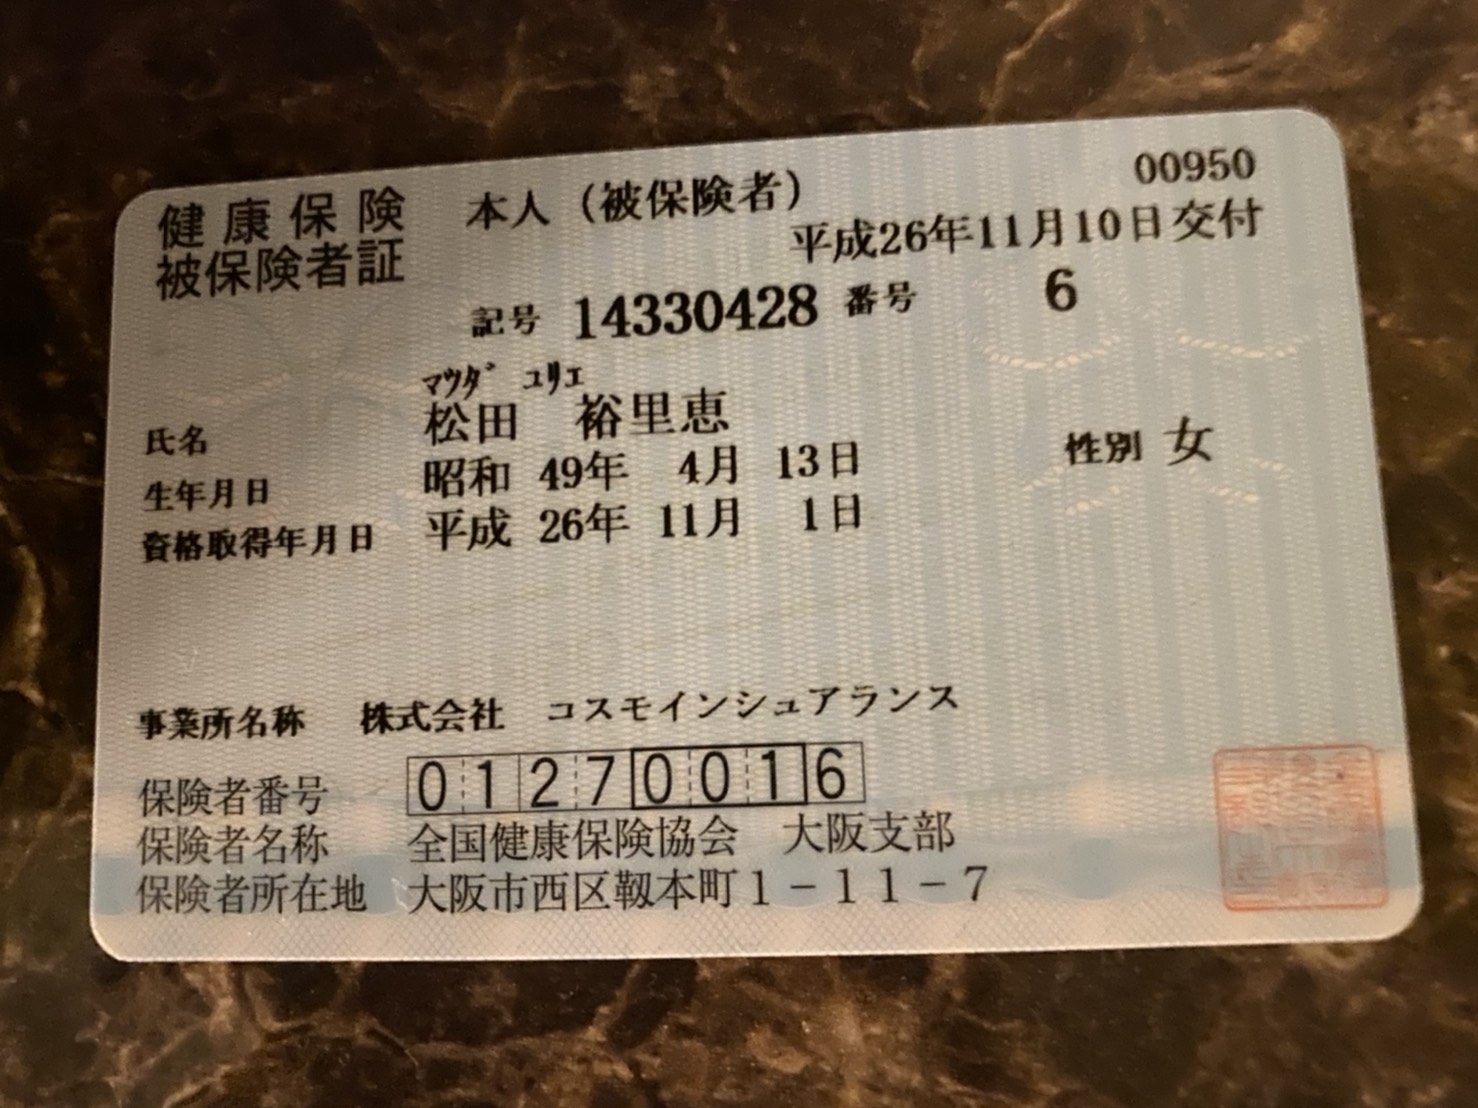 健康保険 本人（被保険者） 00950
被保険者証 平成26年11月10日交付
記号 14330428 番号 6
ﾏﾂﾀﾞ ﾕﾘｴ
氏名 松田 裕里恵
生年月日 昭和 49年 4月 13日 性別 女
資格取得年月日 平成 26年 11月 1日
事業所名称 株式会社 コスモインシュアランス
保険者番号 01270016
保険者名称 全国健康保険協会 大阪支部
保険者所在地 大阪市西区靱本町１－１１－７